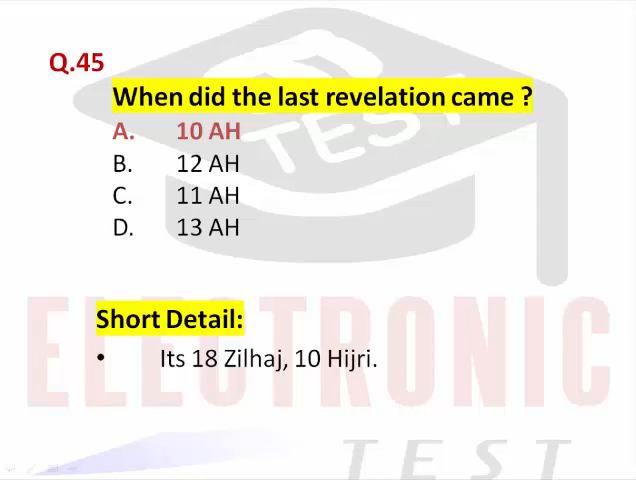 Q.45
When did the last revelation came ?
A. 10 AH
B. 12 AH
C. 11 AH
D. 13 AH
Short Detail:
• Its 18 Zilhaj, 10 Hijri.
TEST
ELECTRONIC
TEST